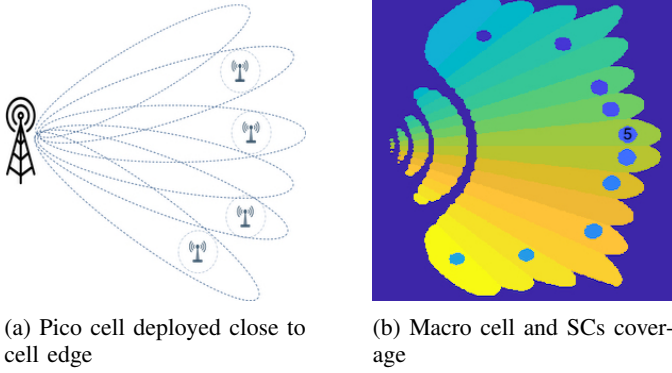 5
(a) Pico cell deployed close to
cell edge
(b) Macro cell and SCs cover-
age